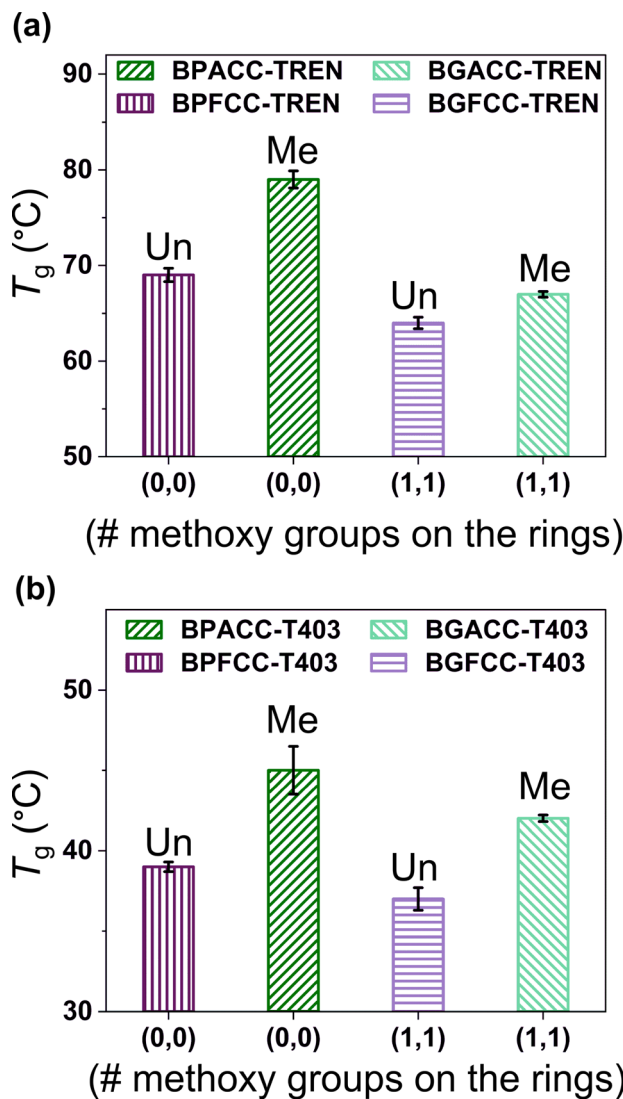 (a)
BPACC-TREN BGACC-TREN
BPFCC-TREN BGFCC-TREN
90
80
70
60
50
Tg (°C)
Un
Me
Un
Me
(0,0) (0,0) (1,1) (1,1)
(# methoxy groups on the rings)
(b)
BPACC-T403 BGACC-T403
BPFCC-T403 BGFCC-T403
50
40
30
Tg (°C)
Un
Me
Un
Me
(0,0) (0,0) (1,1) (1,1)
(# methoxy groups on the rings)